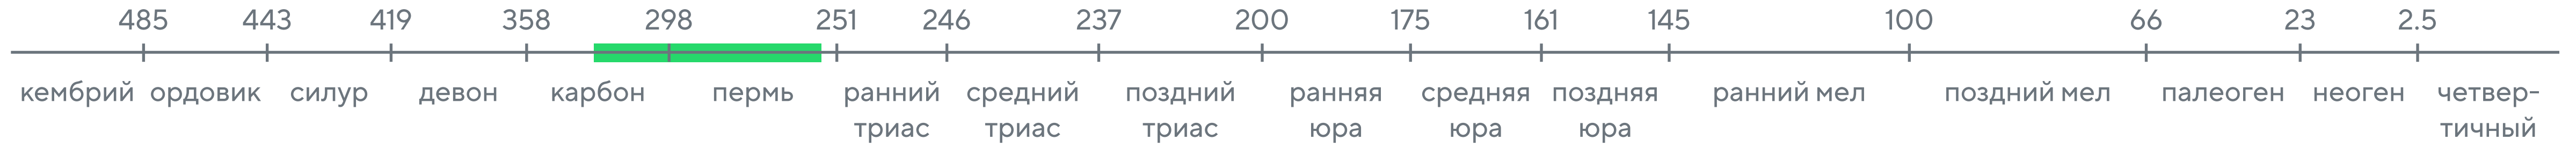 485 443 419 358 298 251 246 237 200 175 161 145 100 66 23 2.5
кембрий ордовик силур девон карбон пермь ранний средний поздний ранняя средняя поздняя ранний мел поздний мел палеоген неоген четвер-
триас триас триас юра юра юра тичный